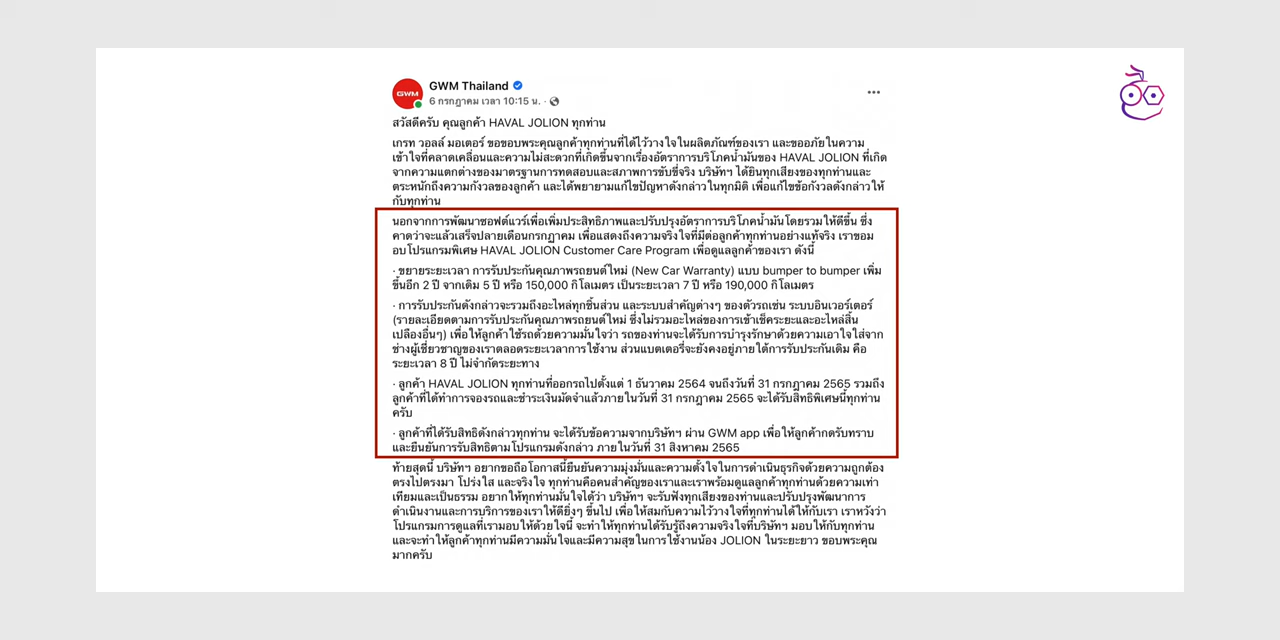 GWM Thailand
6 กรกฎาคม เวลา 10:15 น. ·
GWM
สวัสดีครับ คุณลูกค้า HAVAL JOLION ทุกท่าน
เกรท วอลล์ มอเตอร์ ขอขอบพระคุณลูกค้าทุกท่านที่ได้ไว้วางใจในผลิตภัณฑ์ของเรา และขออภัยในความ
เข้าใจที่คลาดเคลื่อนและความไม่สะดวกที่เกิดขึ้นจากเรื่องอัตราการบริโภคน้ำมันของ HAVAL JOLION ที่เกิด
จากความแตกต่างของมาตรฐานการทดสอบและสภาพการขับขี่จริง บริษัทฯ ได้ยินทุกเสียงของทุกท่านและ
ตระหนักถึงความกังวลของลูกค้า และได้พยายามแก้ไขปัญหาดังกล่าวในทุกมิติ เพื่อแก้ไขข้อกังวลดังกล่าวให้
กับทุกท่าน
นอกจากการพัฒนาซอฟต์แวร์เพื่อเพิ่มประสิทธิภาพและปรับปรุงอัตราการบริโภคน้ำมันโดยรวมให้ดีขึ้น ซึ่ง
คาดว่าจะแล้วเสร็จปลายเดือนกรกฎาคม เพื่อแสดงถึงความจริงใจที่มีต่อลูกค้าทุกท่านอย่างแท้จริง เราขอม
อบโปรแกรมพิเศษ HAVAL JOLION Customer Care Program เพื่อดูแลลูกค้าของเรา ดังนี้
· ขยายระยะเวลา การรับประกันคุณภาพรถยนต์ใหม่ (New Car Warranty) แบบ bumper to bumper เพิ่ม
ขึ้นอีก 2 ปี จากเดิม 5 ปี หรือ 150,000 กิโลเมตร เป็นระยะเวลา 7 ปี หรือ 190,000 กิโลเมตร
· การรับประกันดังกล่าวจะรวมถึงอะไหล่ทุกชิ้นส่วน และระบบสำคัญต่างๆ ของตัวรถเช่น ระบบอินเวอร์เตอร์
(รายละเอียดตามการรับประกันคุณภาพรถยนต์ใหม่ ซึ่งไม่รวมอะไหล่ของการเข้าเช็คระยะและอะไหล่สิ้น
เปลืองอื่นๆ) เพื่อให้ลูกค้าใช้รถด้วยความมั่นใจว่า รถของท่านจะได้รับการบำรุงรักษาด้วยความเอาใจใส่จาก
ช่างผู้เชี่ยวชาญของเราตลอดระยะเวลาการใช้งาน ส่วนแบตเตอรี่จะยังคงอยู่ภายใต้การรับประกันเดิม คือ
ระยะเวลา 8 ปี ไม่จำกัดระยะทาง
· ลูกค้า HAVAL JOLION ทุกท่านที่ออกรถไปตั้งแต่ 1 ธันวาคม 2564 จนถึงวันที่ 31 กรกฎาคม 2565 รวมถึง
ลูกค้าที่ได้ทำการจองรถและชำระเงินมัดจำแล้วภายในวันที่ 31 กรกฎาคม 2565 จะได้รับสิทธิพิเศษนี้ทุกท่าน
ครับ
· ลูกค้าที่ได้รับสิทธิดังกล่าวทุกท่าน จะได้รับข้อความจากบริษัทฯ ผ่าน GWM app เพื่อให้ลูกค้ากดรับทราบ
และยืนยันการรับสิทธิตามโปรแกรมดังกล่าว ภายในวันที่ 31 สิงหาคม 2565
ท้ายสุดนี้ บริษัทฯ อยากขอถือโอกาสนี้ยืนยันความมุ่งมั่นและความตั้งใจในการดำเนินธุรกิจด้วยความถูกต้อง
ตรงไปตรงมา โปร่งใส และจริงใจ ทุกท่านคือคนสำคัญของเราและเราพร้อมดูแลลูกค้าทุกท่านด้วยความเท่า
เทียมและเป็นธรรม อยากให้ทุกท่านมั่นใจได้ว่า บริษัทฯ จะรับฟังทุกเสียงของท่านและปรับปรุงพัฒนาการ
ดำเนินงานและการบริการของเราให้ดียิ่งๆ ขึ้นไป เพื่อให้สมกับความไว้วางใจที่ทุกท่านได้ให้กับเรา เราหวังว่า
โปรแกรมการดูแลที่เรามอบให้ด้วยใจนี้ จะทำให้ทุกท่านได้รับรู้ถึงความจริงใจที่บริษัทฯ มอบให้กับทุกท่าน
และจะทำให้ลูกค้าทุกท่านมีความมั่นใจและมีความสุขในการใช้งานน้อง JOLION ในระยะยาว ขอบพระคุณ
มากครับ